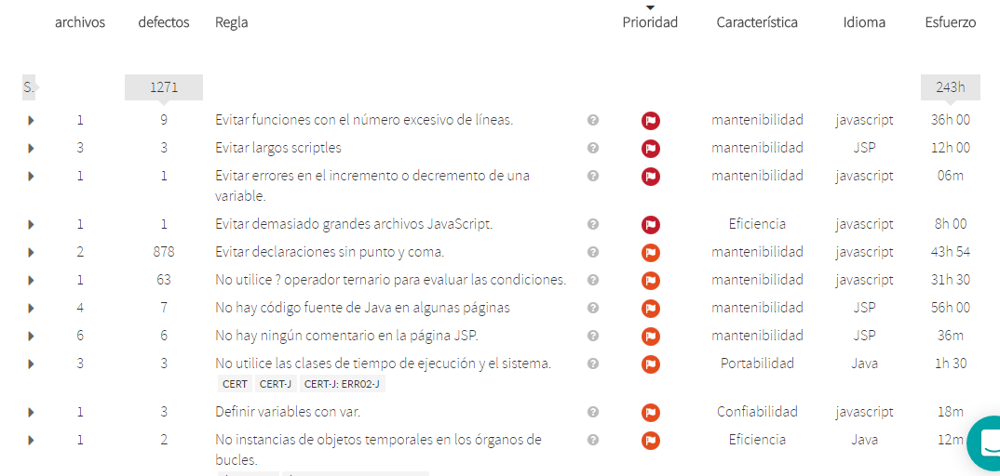 archivos defectos Regla Prioridad Característica Idioma Esfuerzo
S. 1271 243h
1 9 Evitar funciones con el número excesivo de líneas. ? mantenibilidad javascript 36h 00
3 3 Evitar largos scriptles ? mantenibilidad JSP 12h 00
1 1 Evitar errores en el incremento o decremento de una ? mantenibilidad javascript 06m
variable.
1 1 Evitar demasiado grandes archivos JavaScript. ? Eficiencia javascript 8h 00
2 878 Evitar declaraciones sin punto y coma. ? mantenibilidad javascript 43h 54
1 63 No utilice ? operador ternario para evaluar las condiciones. ? mantenibilidad javascript 31h 30
4 7 No hay código fuente de Java en algunas páginas ? mantenibilidad JSP 56h 00
6 6 No hay ningún comentario en la página JSP. ? mantenibilidad JSP 36m
3 3 No utilice las clases de tiempo de ejecución y el sistema. ? Portabilidad Java 1h 30
CERT CERT-J CERT-J: ERR02-J
1 3 Definir variables con var. ? Confiabilidad javascript 18m
1 2 No instancias de objetos temporales en los órganos de ? Eficiencia Java 12m
bucles.